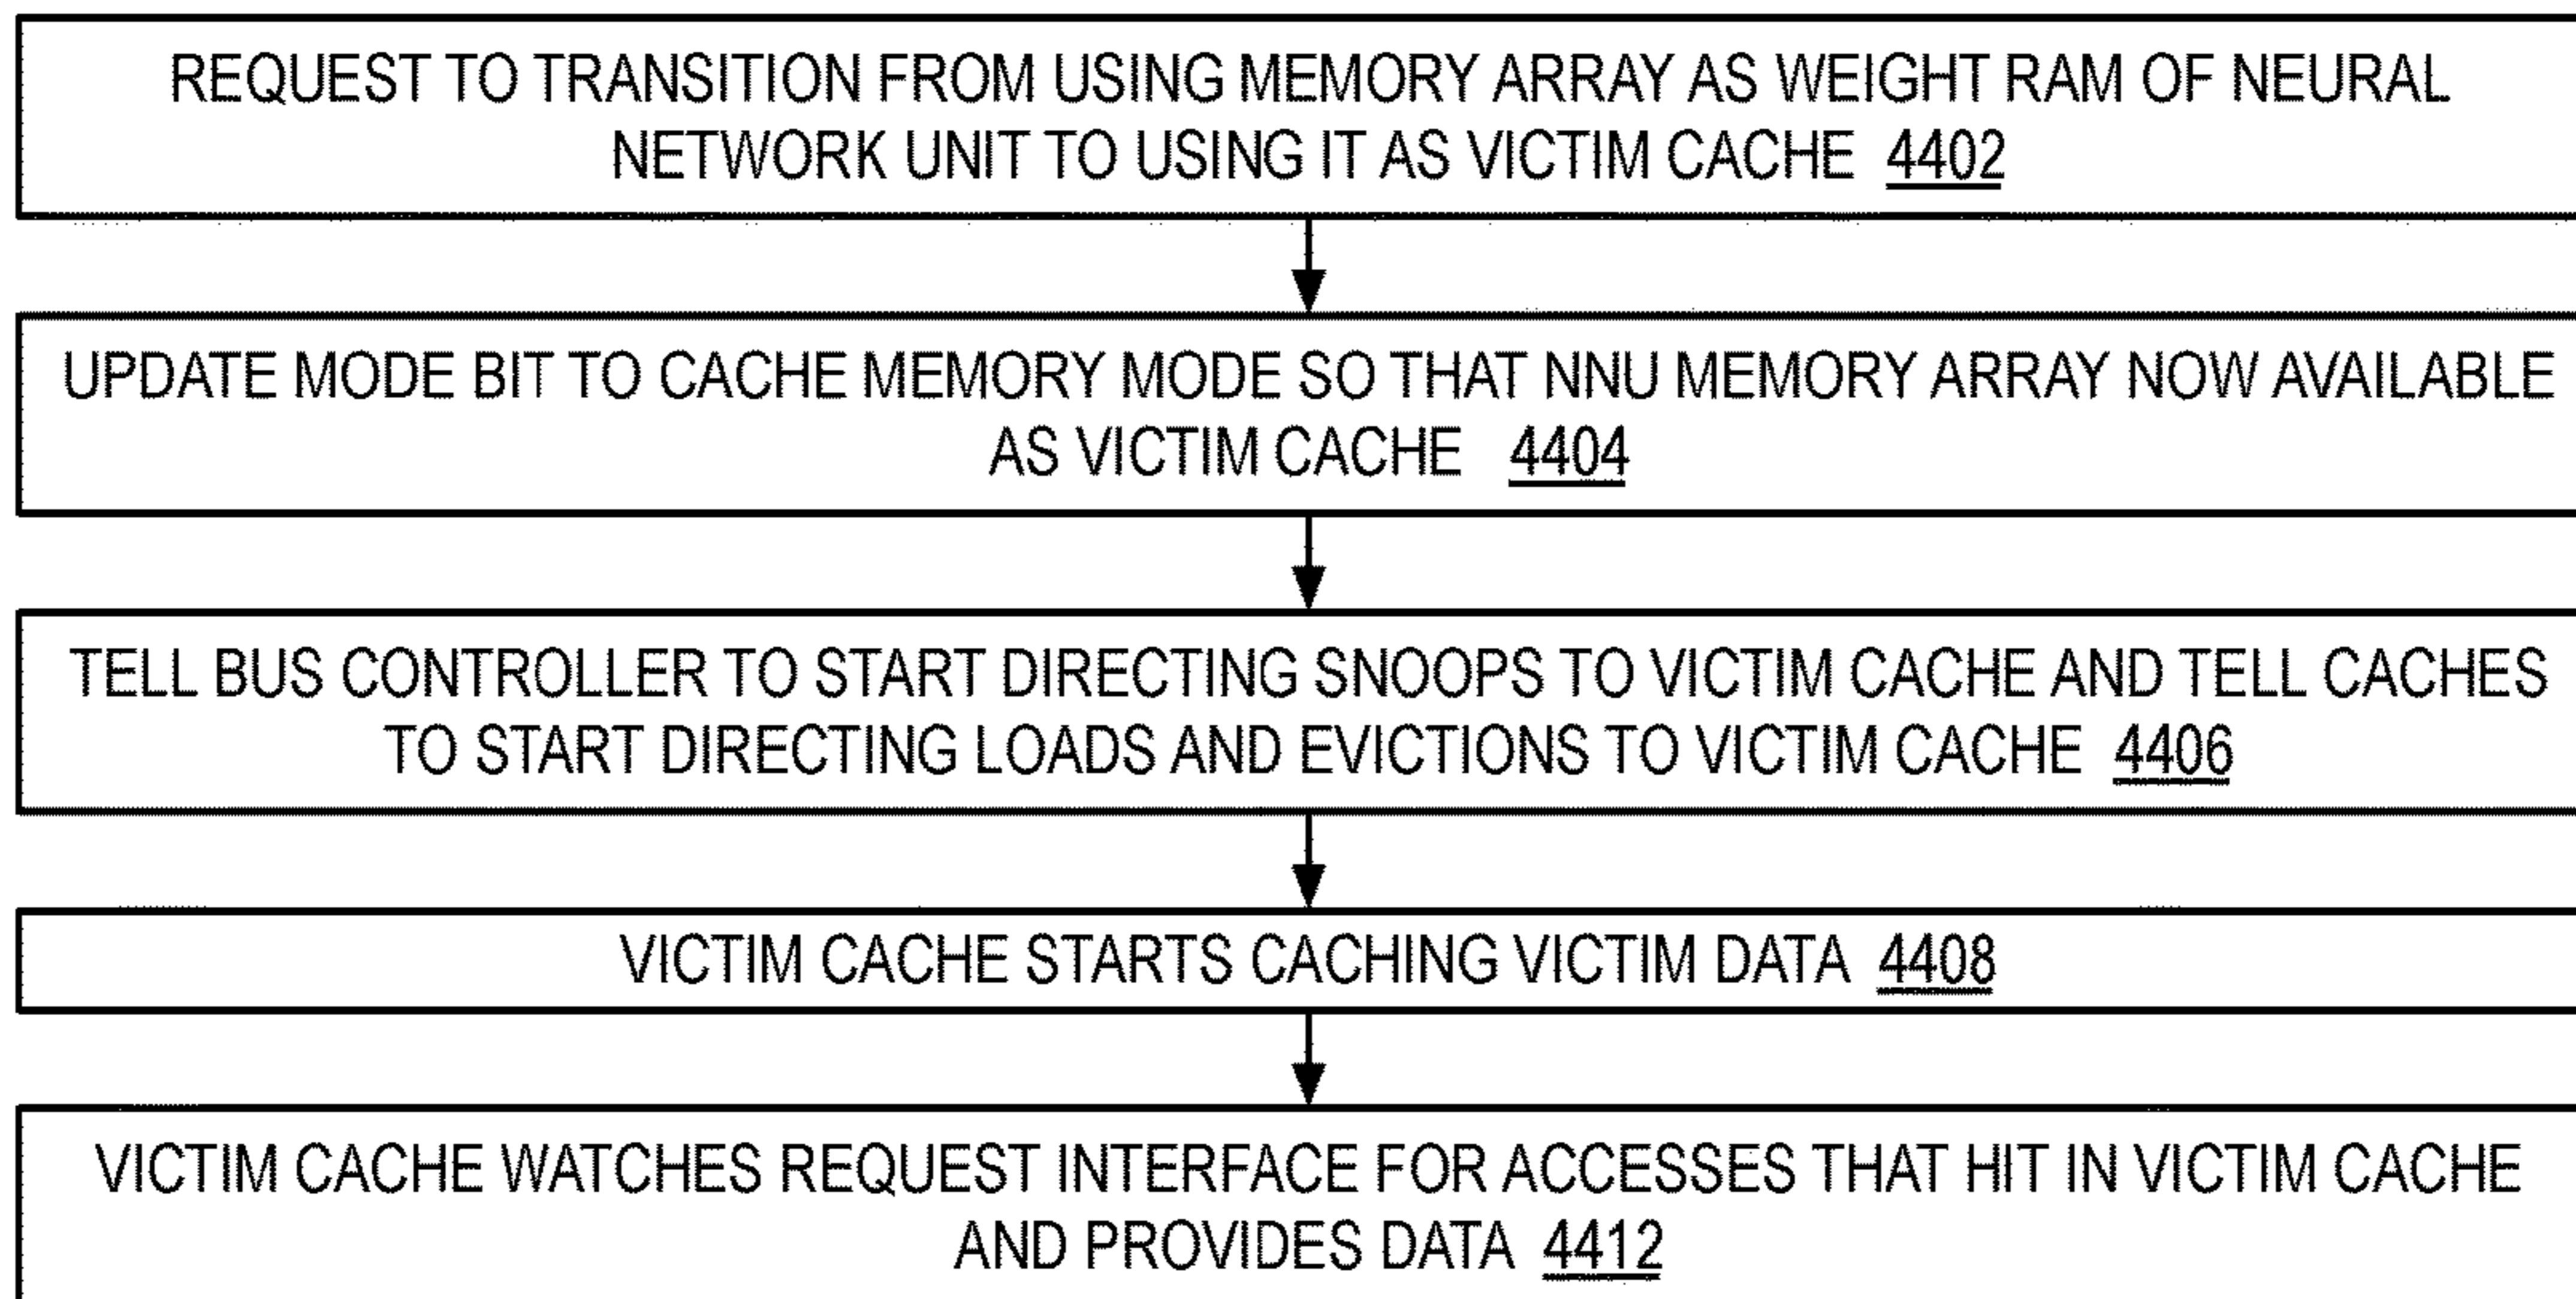 REQUEST TO TRANSITION FROM USING MEMORY ARRAY AS WEIGHT RAM OF NEURAL
NETWORK UNIT TO USING IT AS VICTIM CACHE 4402
UPDATE MODE BIT TO CACHE MEMORY MODE SO THAT NNU MEMORY ARRAY NOW AVAILABLE
AS VICTIM CACHE 4404
TELL BUS CONTROLLER TO START DIRECTING SNOOPS TO VICTIM CACHE AND TELL CACHES
TO START DIRECTING LOADS AND EVICTIONS TO VICTIM CACHE 4406
VICTIM CACHE STARTS CACHING VICTIM DATA 4408
VICTIM CACHE WATCHES REQUEST INTERFACE FOR ACCESSES THAT HIT IN VICTIM CACHE
AND PROVIDES DATA 4412